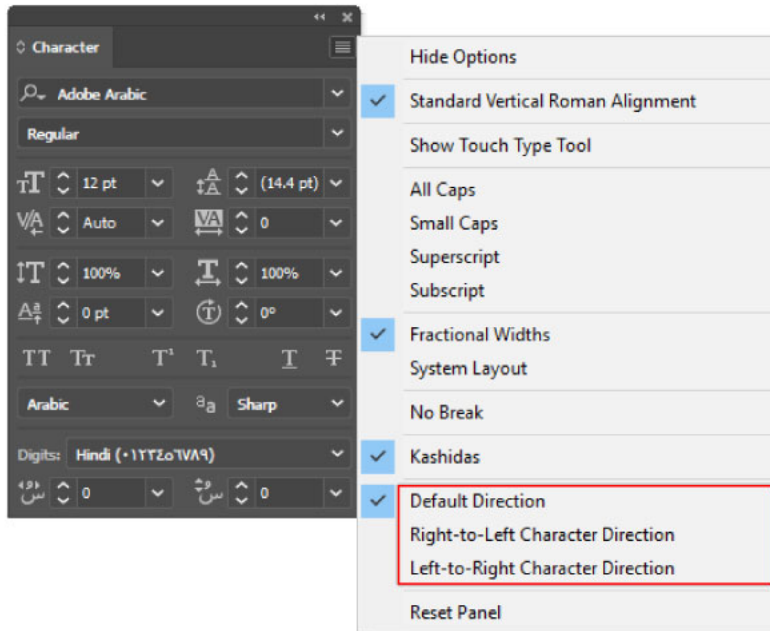 Character
Adobe Arabic
Regular
12 pt
(14.4 pt)
Auto
0
100%
100%
0 pt
0°
TT Tт T¹ T₁ T Ŧ
Arabic
Sharp
Digits: Hindi (٠١٢٣٤٥٦٧٨٩)
0
0
Hide Options
Standard Vertical Roman Alignment
Show Touch Type Tool
All Caps
Small Caps
Superscript
Subscript
Fractional Widths
System Layout
No Break
Kashidas
Default Direction
Right-to-Left Character Direction
Left-to-Right Character Direction
Reset Panel